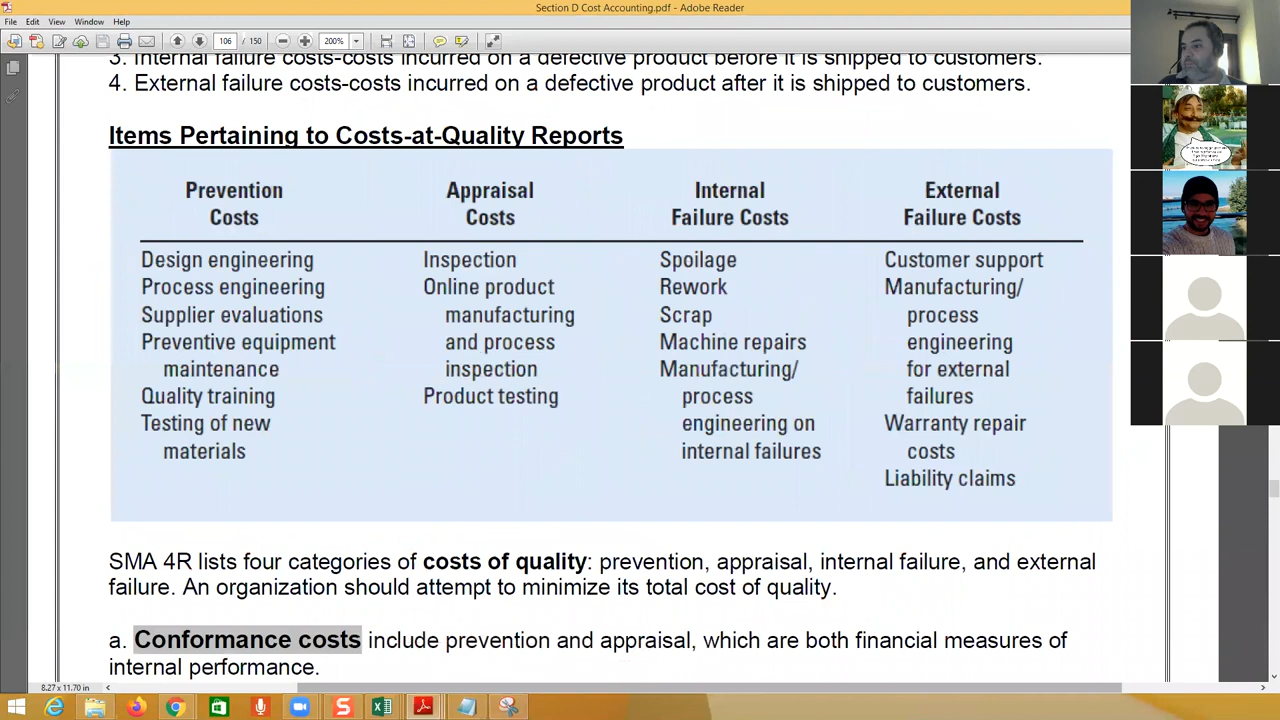 Section D Cost Accounting.pdf - Adobe Reader
File Edit View Window Help
106 / 150 200%
3. Internal failure costs-costs incurred on a defective product before it is shipped to customers.
4. External failure costs-costs incurred on a defective product after it is shipped to customers.
Items Pertaining to Costs-at-Quality Reports
Prevention
Costs
Design engineering
Process engineering
Supplier evaluations
Preventive equipment
maintenance
Quality training
Testing of new
materials
Appraisal
Costs
Inspection
Online product
manufacturing
and process
inspection
Product testing
Internal
Failure Costs
Spoilage
Rework
Scrap
Machine repairs
Manufacturing/
process
engineering on
internal failures
External
Failure Costs
Customer support
Manufacturing/
process
engineering
for external
failures
Warranty repair
costs
Liability claims
SMA 4R lists four categories of costs of quality: prevention, appraisal, internal failure, and external
failure. An organization should attempt to minimize its total cost of quality.
a. Conformance costs include prevention and appraisal, which are both financial measures of
internal performance.
8.27 x 11.70 in